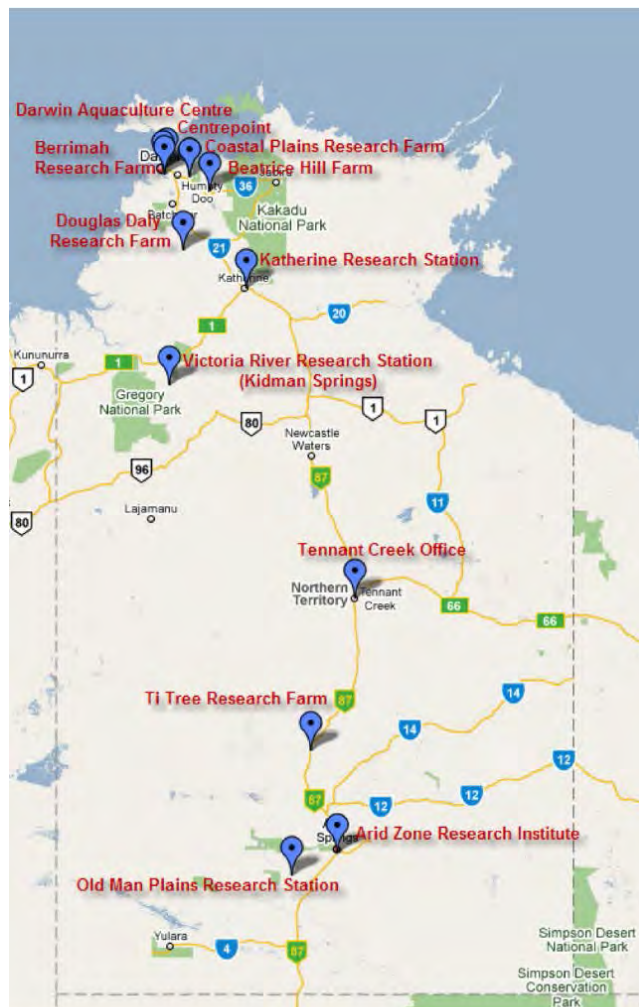 Darwin Aquaculture Centre
Centrepoint
Berrimah
Research Farm
Coastal Plains Research Farm
Beatrice Hill Farm
Humpty
Doo
36
Kakadu
National Park
Douglas Daly
Research Farm
21
Katherine Research Station
Katherine
20
1
Kununurra
1
1
Victoria River Research Station
(Kidman Springs)
Gregory
National Park
80
1
1
Newcastle
Waters
96
87
80
Lajamanu
11
Tennant Creek Office
Northern
Territory
Tennant
Creek
66
66
Ti Tree Research Farm
87
14
14
12
87
12
12
Springs
Arid Zone Research Institute
Old Man Plains Research Station
Yulara
4
87
Simpson Desert
National Park
Simpson Desert
Conservation
Park